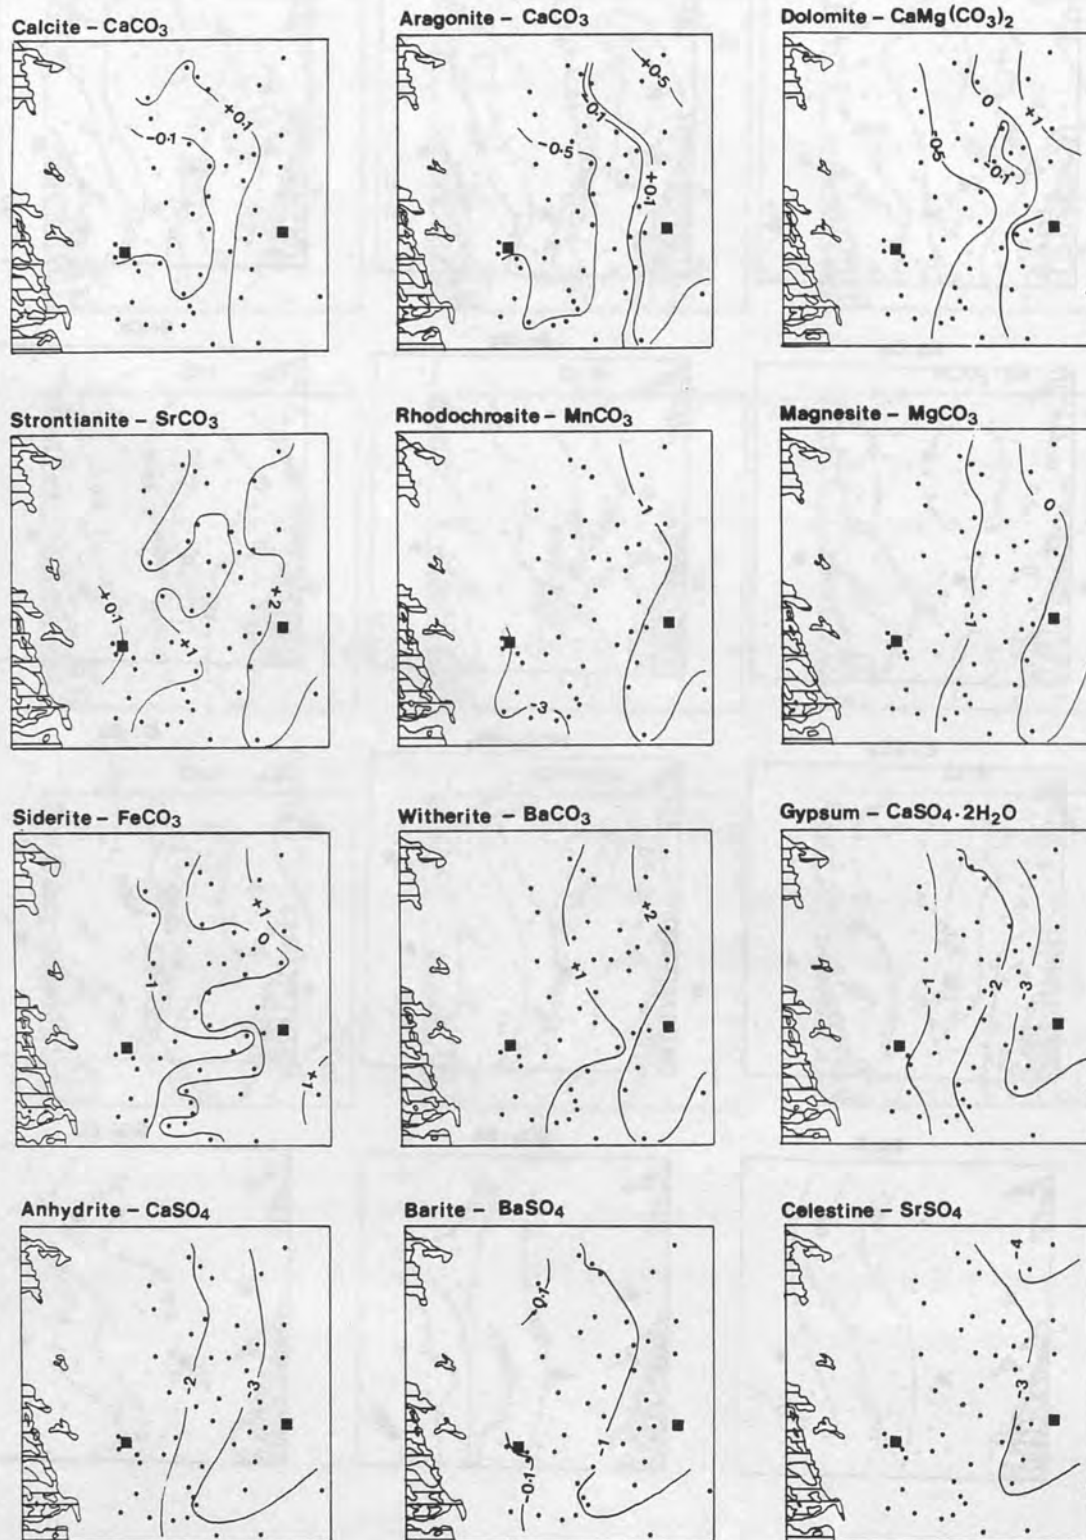 Calcite – CaCO₃
+0.1
-0.1
Aragonite – CaCO₃
+0.5
-0.1
-0.5
+0.1
Dolomite – CaMg(CO₃)₂
0
+1
-0.5
-0.1
Strontianite – SrCO₃
+0.1
+2
+1
Rhodochrosite – MnCO₃
-1
-3
Magnesite – MgCO₃
0
-1
Siderite – FeCO₃
+1
0
-1
+1
Witherite – BaCO₃
+2
+1
Gypsum – CaSO₄·2H₂O
-1
-2
-3
Anhydrite – CaSO₄
-2
-3
Barite – BaSO₄
-0.1
-1
-0.1
Celestine – SrSO₄
-4
-3